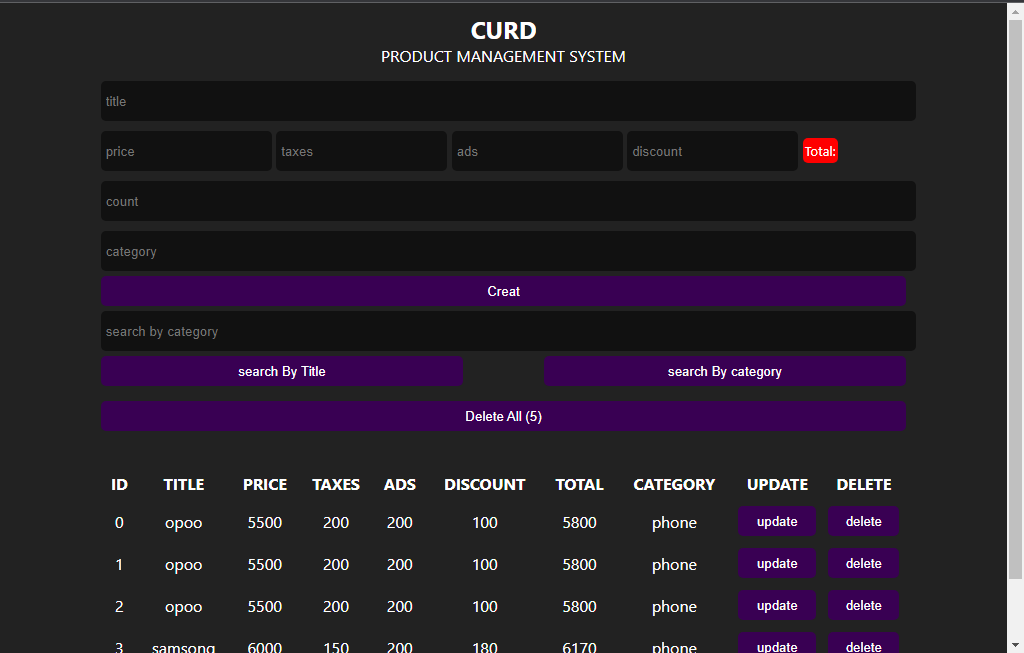 CURD
PRODUCT MANAGEMENT SYSTEM
title
price taxes ads discount Total:
count
category
Creat
search by category
search By Title search By category
Delete All (5)
ID TITLE PRICE TAXES ADS DISCOUNT TOTAL CATEGORY UPDATE DELETE
0 opoo 5500 200 200 100 5800 phone update delete
1 opoo 5500 200 200 100 5800 phone update delete
2 opoo 5500 200 200 100 5800 phone update delete
3 samsong 6000 150 200 180 6170 phone update delete